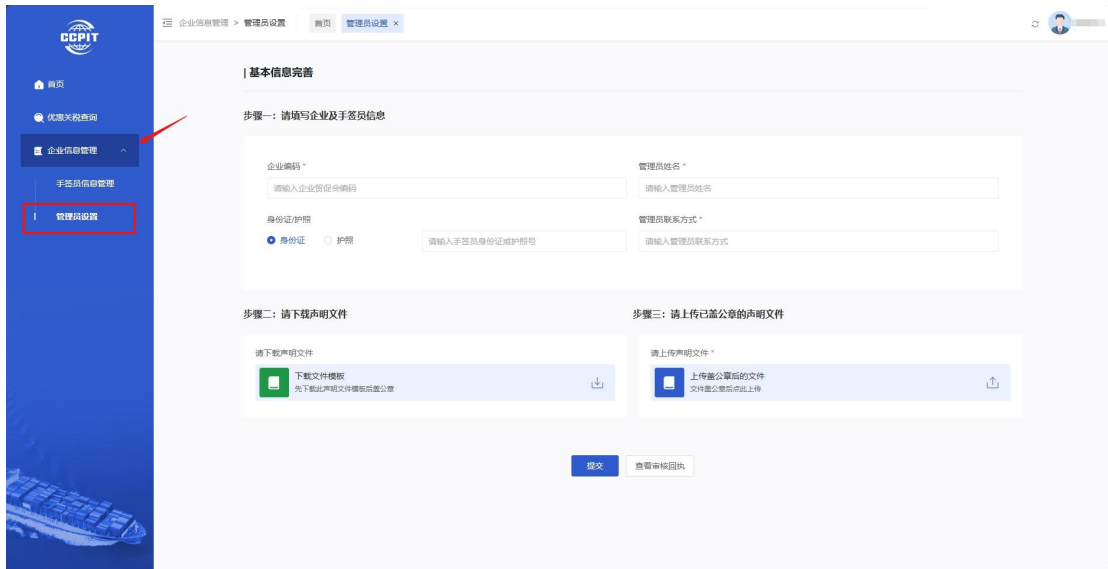 CCPIT
企业信息管理 > 管理员设置
首页
管理员设置 ×
首页
优惠关税查询
企业信息管理
手签员信息管理
管理员设置
| 基本信息完善
步骤一：请填写企业及手签员信息
企业编码 *
管理员姓名 *
请输入企业贸促会编码
请输入管理员姓名
身份证/护照
管理员联系方式 *
身份证
护照
请输入手签员身份证或护照号
请输入管理员联系方式
步骤二：请下载声明文件
步骤三：请上传已盖公章的声明文件
请下载声明文件
请上传声明文件 *
下载文件模板
先下载此声明文件模板后盖公章
上传盖公章后的文件
文件盖公章后点此上传
提交
查看审核回执